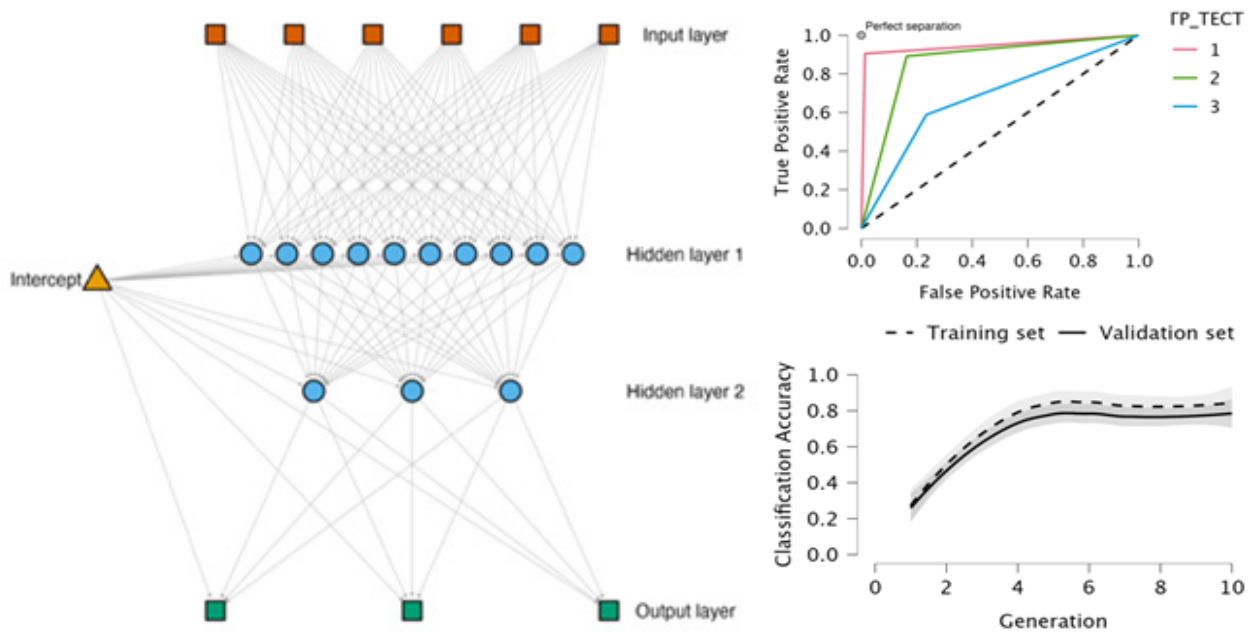 Input layer
Hidden layer 1
Intercept
Hidden layer 2
Output layer
Perfect separation
ГР_ТЕСТ
1
2
3
True Positive Rate
1.0
0.8
0.6
0.4
0.2
0.0
0.0 0.2 0.4 0.6 0.8 1.0
False Positive Rate
Training set Validation set
Classification Accuracy
1.0
0.8
0.6
0.4
0.2
0.0
0 2 4 6 8 10
Generation